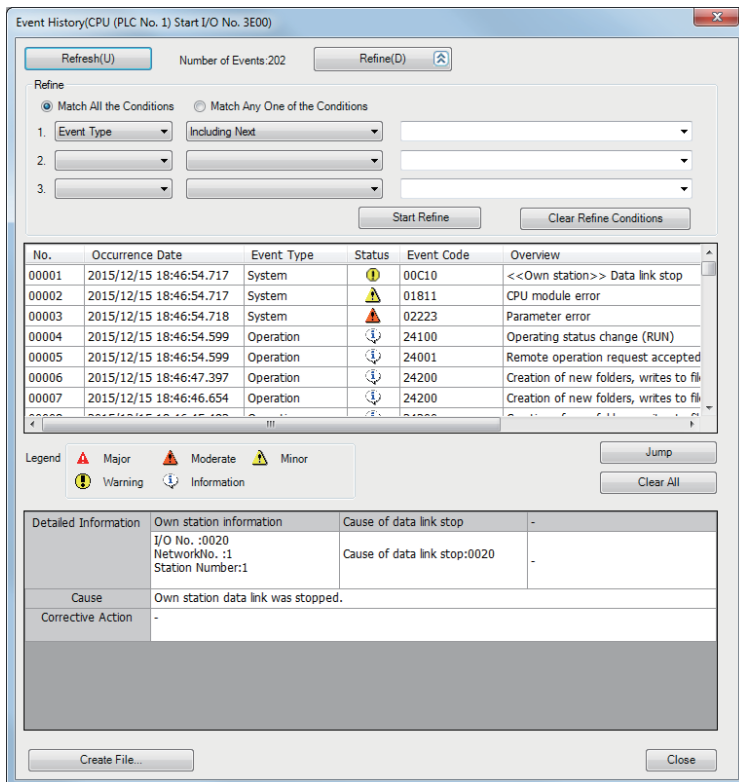 Event History(CPU (PLC No. 1) Start I/O No. 3E00)
Refresh(U) Number of Events:202 Refine(D)
Refine
Match All the Conditions Match Any One of the Conditions
1. Event Type Including Next
2.
3.
Start Refine Clear Refine Conditions
No. Occurrence Date Event Type Status Event Code Overview
00001 2015/12/15 18:46:54.717 System 00C10 <<Own station>> Data link stop
00002 2015/12/15 18:46:54.717 System 01811 CPU module error
00003 2015/12/15 18:46:54.718 System 02223 Parameter error
00004 2015/12/15 18:46:54.599 Operation 24100 Operating status change (RUN)
00005 2015/12/15 18:46:54.599 Operation 24001 Remote operation request accepted
00006 2015/12/15 18:46:47.397 Operation 24200 Creation of new folders, writes to file
00007 2015/12/15 18:46:46.654 Operation 24200 Creation of new folders, writes to file
Legend Major Moderate Minor
Warning Information
Jump
Clear All
Detailed Information Own station information Cause of data link stop -
I/O No. :0020
NetworkNo. :1
Station Number:1
Cause of data link stop:0020
-
Cause Own station data link was stopped.
Corrective Action -
Create File... Close